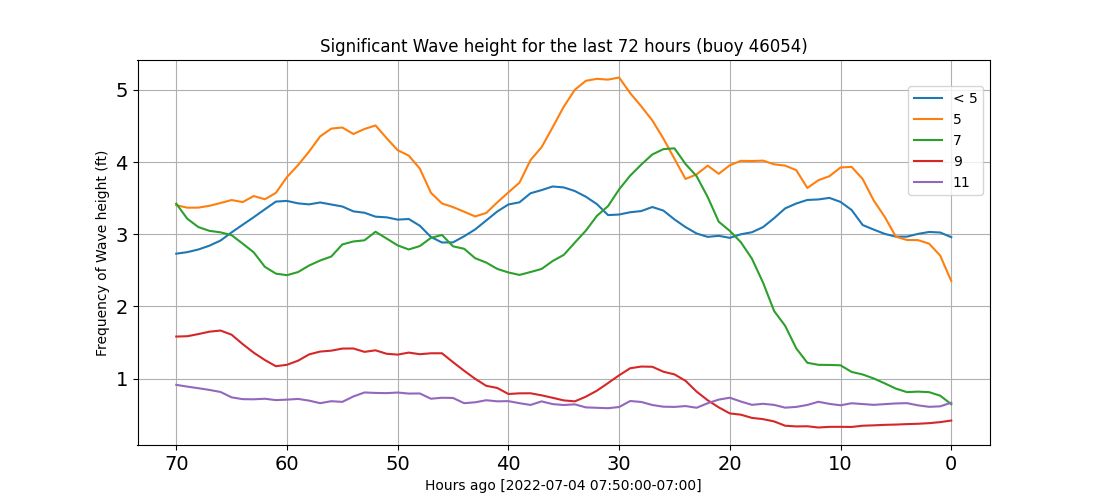 Significant Wave height for the last 72 hours (buoy 46054)
Frequency of Wave height (ft)
5
4
3
2
1
< 5
5
7
9
11
70 60 50 40 30 20 10 0
Hours ago [2022-07-04 07:50:00-07:00]